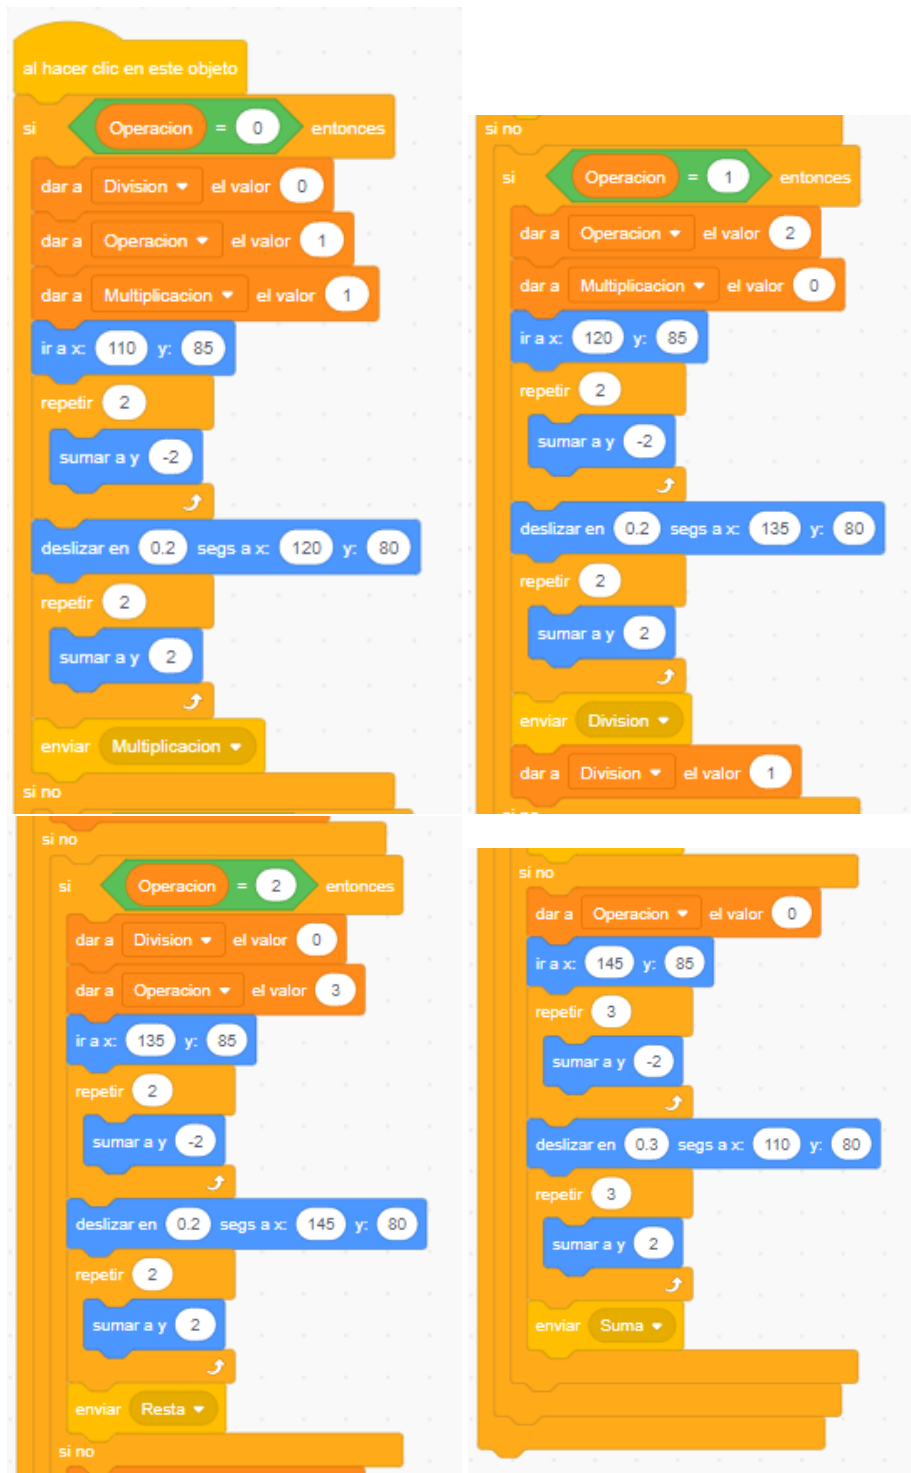 al hacer clic en este objeto
si Operacion = 0 entonces
dar a Division el valor 0
dar a Operacion el valor 1
dar a Multiplicacion el valor 1
ir a x: 110 y: 85
repetir 2
sumar a y -2
deslizar en 0.2 segs a x: 120 y: 80
repetir 2
sumar a y 2
enviar Multiplicacion
si no
si no
si Operacion = 1 entonces
dar a Operacion el valor 2
dar a Multiplicacion el valor 0
ir a x: 120 y: 85
repetir 2
sumar a y -2
deslizar en 0.2 segs a x: 135 y: 80
repetir 2
sumar a y 2
enviar Division
dar a Division el valor 1
si no
si no
si Operacion = 2 entonces
dar a Division el valor 0
dar a Operacion el valor 3
ir a x: 135 y: 85
repetir 2
sumar a y -2
deslizar en 0.2 segs a x: 145 y: 80
repetir 2
sumar a y 2
enviar Resta
si no
si no
dar a Operacion el valor 0
ir a x: 145 y: 85
repetir 3
sumar a y -2
deslizar en 0.3 segs a x: 110 y: 80
repetir 3
sumar a y 2
enviar Suma